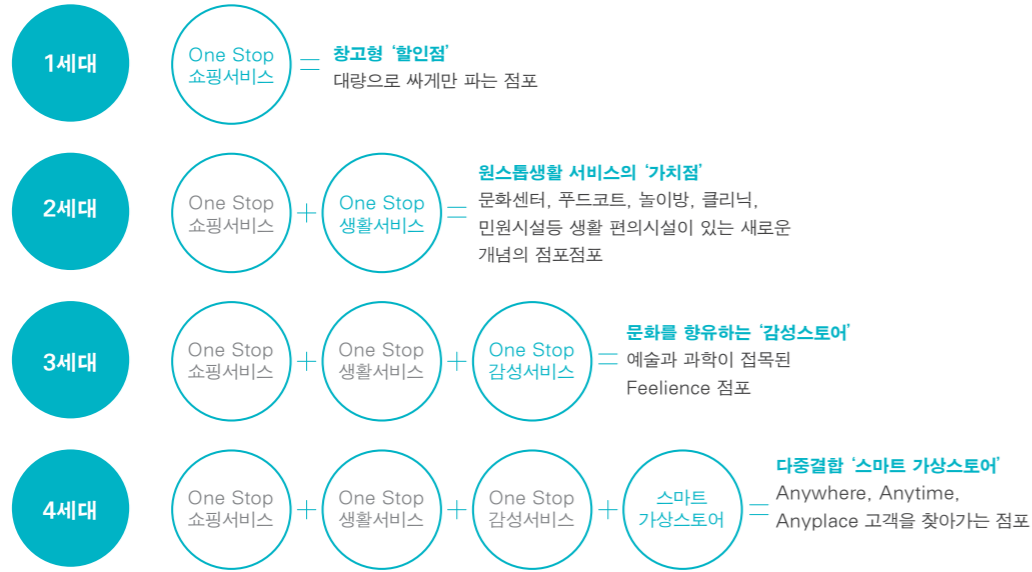 1세대
One Stop
쇼핑서비스
=
창고형 ‘할인점’
대량으로 싸게만 파는 점포
2세대
One Stop
쇼핑서비스
+
One Stop
생활서비스
=
원스톱생활 서비스의 ‘가치점’
문화센터, 푸드코트, 놀이방, 클리닉,
민원시설등 생활 편의시설이 있는 새로운
개념의 점포점포
3세대
One Stop
쇼핑서비스
+
One Stop
생활서비스
+
One Stop
감성서비스
=
문화를 향유하는 ‘감성스토어’
예술과 과학이 접목된
Feelience 점포
4세대
One Stop
쇼핑서비스
+
One Stop
생활서비스
+
One Stop
감성서비스
+
스마트
가상스토어
=
다중결합 ‘스마트 가상스토어’
Anywhere, Anytime,
Anyplace 고객을 찾아가는 점포